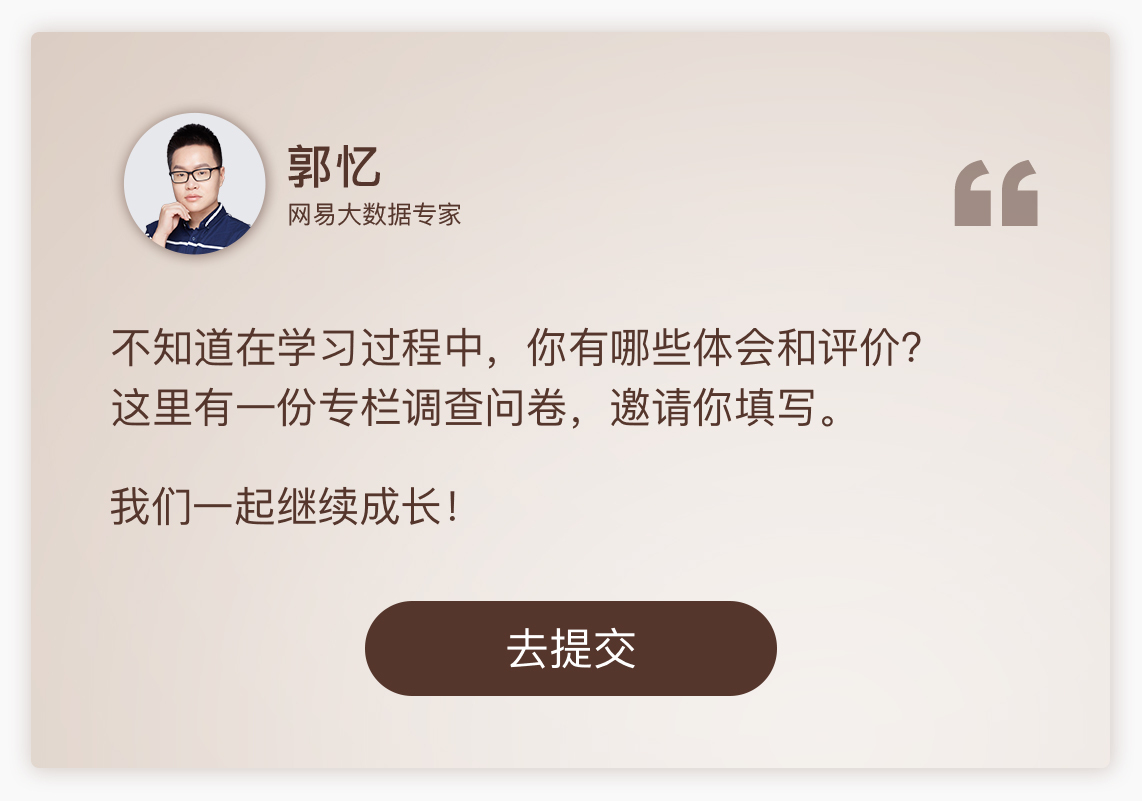 郭忆
网易大数据专家
“
不知道在学习过程中，你有哪些体会和评价？
这里有一份专栏调查问卷，邀请你填写。
我们一起继续成长！
去提交